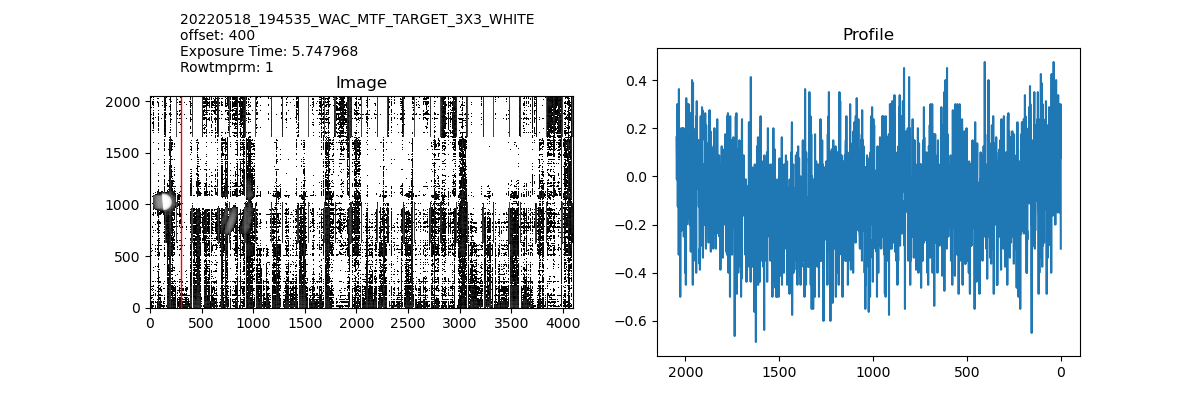 20220518_194535_WAC_MTF_TARGET_3X3_WHITE
offset: 400
Exposure Time: 5.747968
Rowtmprm: 1
Image
2000
1500
1000
500
0
0 500 1000 1500 2000 2500 3000 3500 4000
Profile
0.4
0.2
0.0
−0.2
−0.4
−0.6
2000 1500 1000 500 0